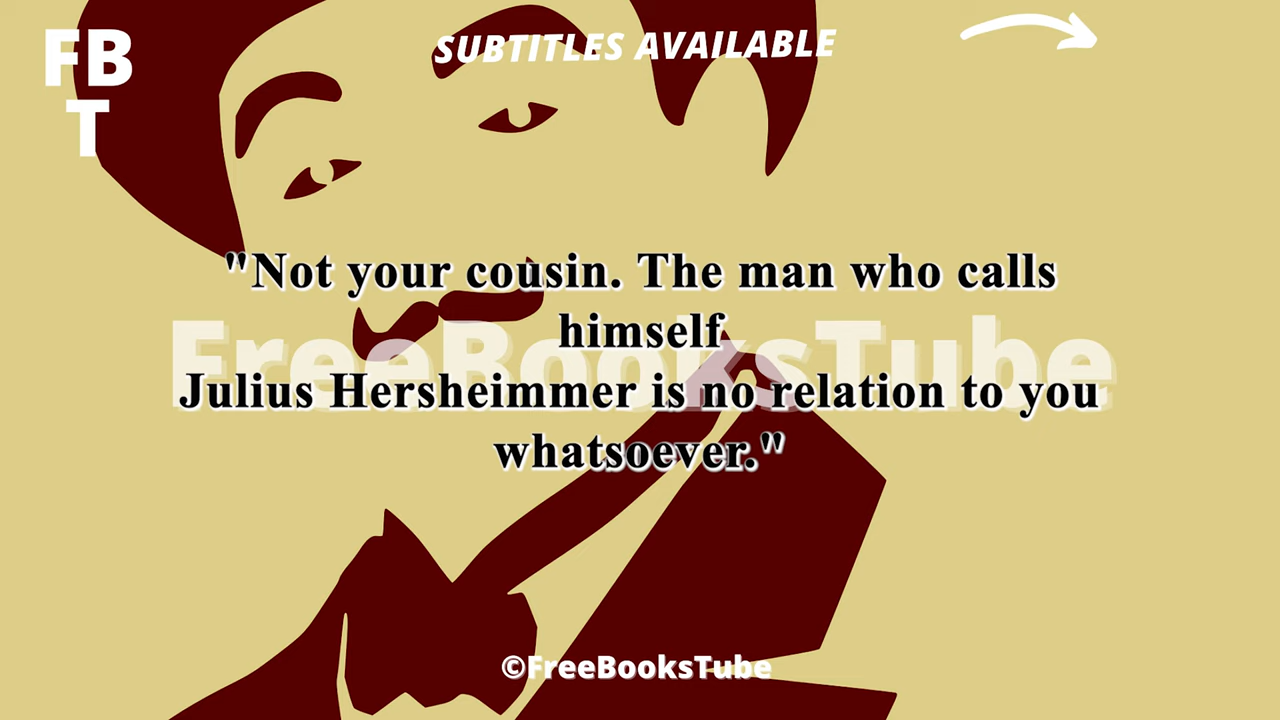 FB
T
SUBTITLES AVAILABLE
"Not your cousin. The man who calls
himself
FreeBooksTube
Julius Hersheimmer is no relation to you
whatsoever."
©FreeBooksTube